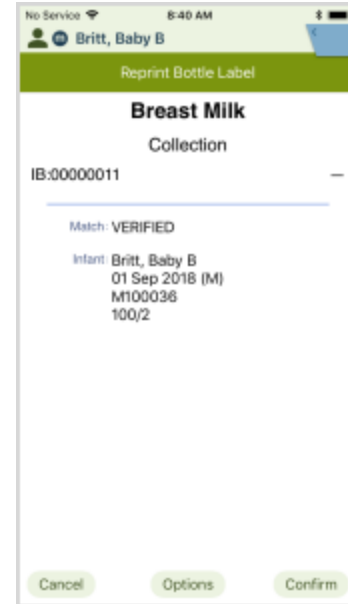 No Service 8:40 AM
Britt, Baby B
Reprint Bottle Label
Breast Milk
Collection
IB:00000011 –
Match: VERIFIED
Infant: Britt, Baby B
01 Sep 2018 (M)
M100036
100/2
Cancel Options Confirm